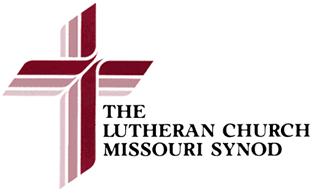 THE
LUTHERAN CHURCH
MISSOURI SYNOD